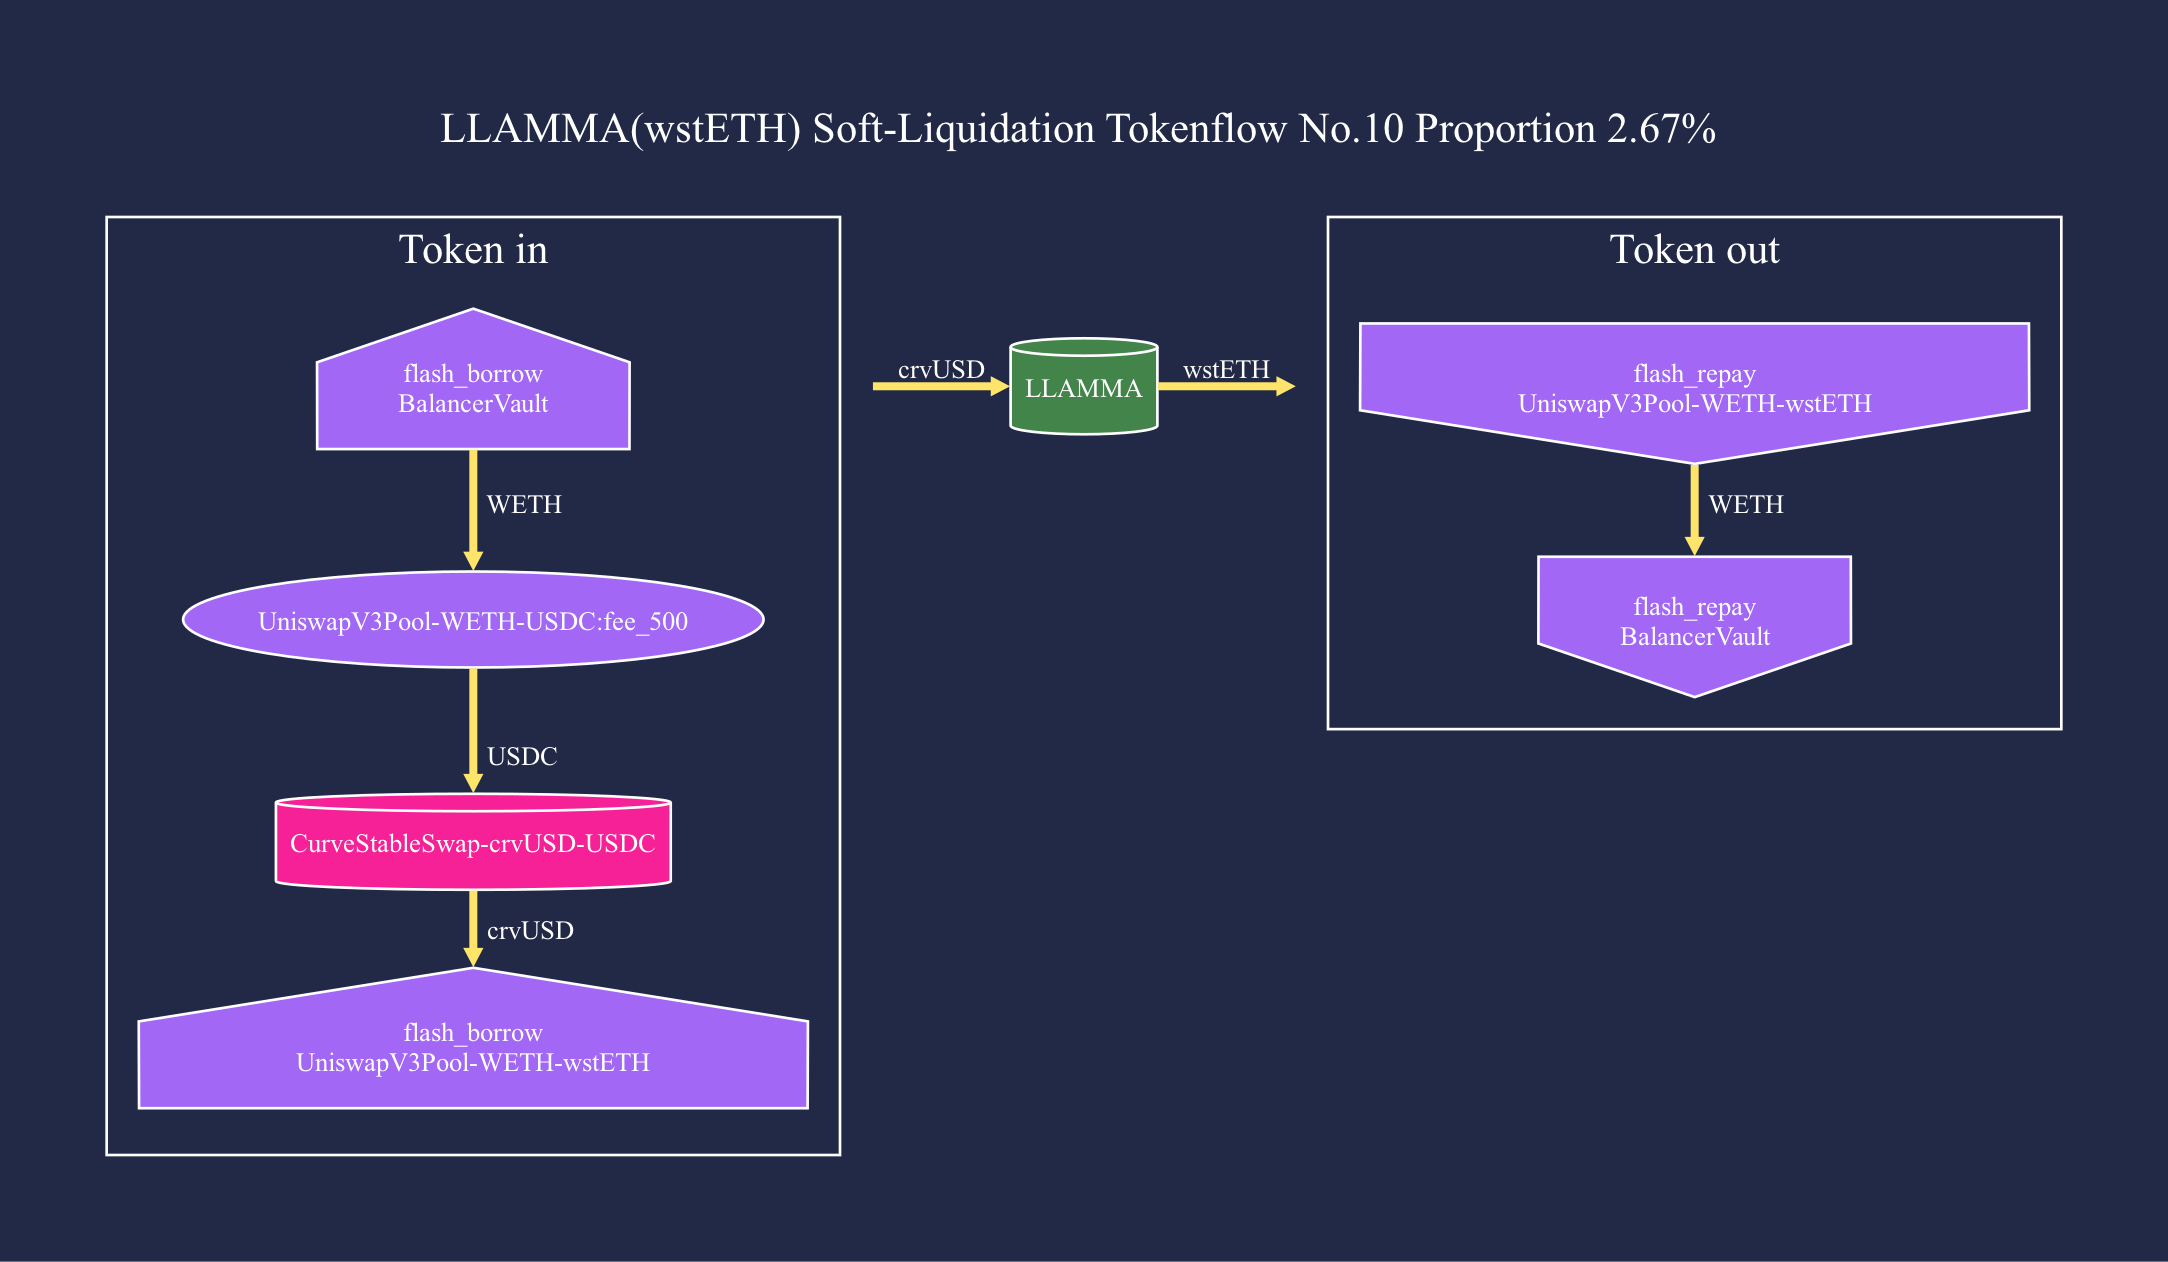 LLAMMA(wstETH) Soft-Liquidation Tokenflow No.10 Proportion 2.67%
Token in
flash_borrow
BalancerVault
WETH
UniswapV3Pool-WETH-USDC:fee_500
USDC
CurveStableSwap-crvUSD-USDC
crvUSD
flash_borrow
UniswapV3Pool-WETH-wstETH
crvUSD
LLAMMA
wstETH
Token out
flash_repay
UniswapV3Pool-WETH-wstETH
WETH
flash_repay
BalancerVault